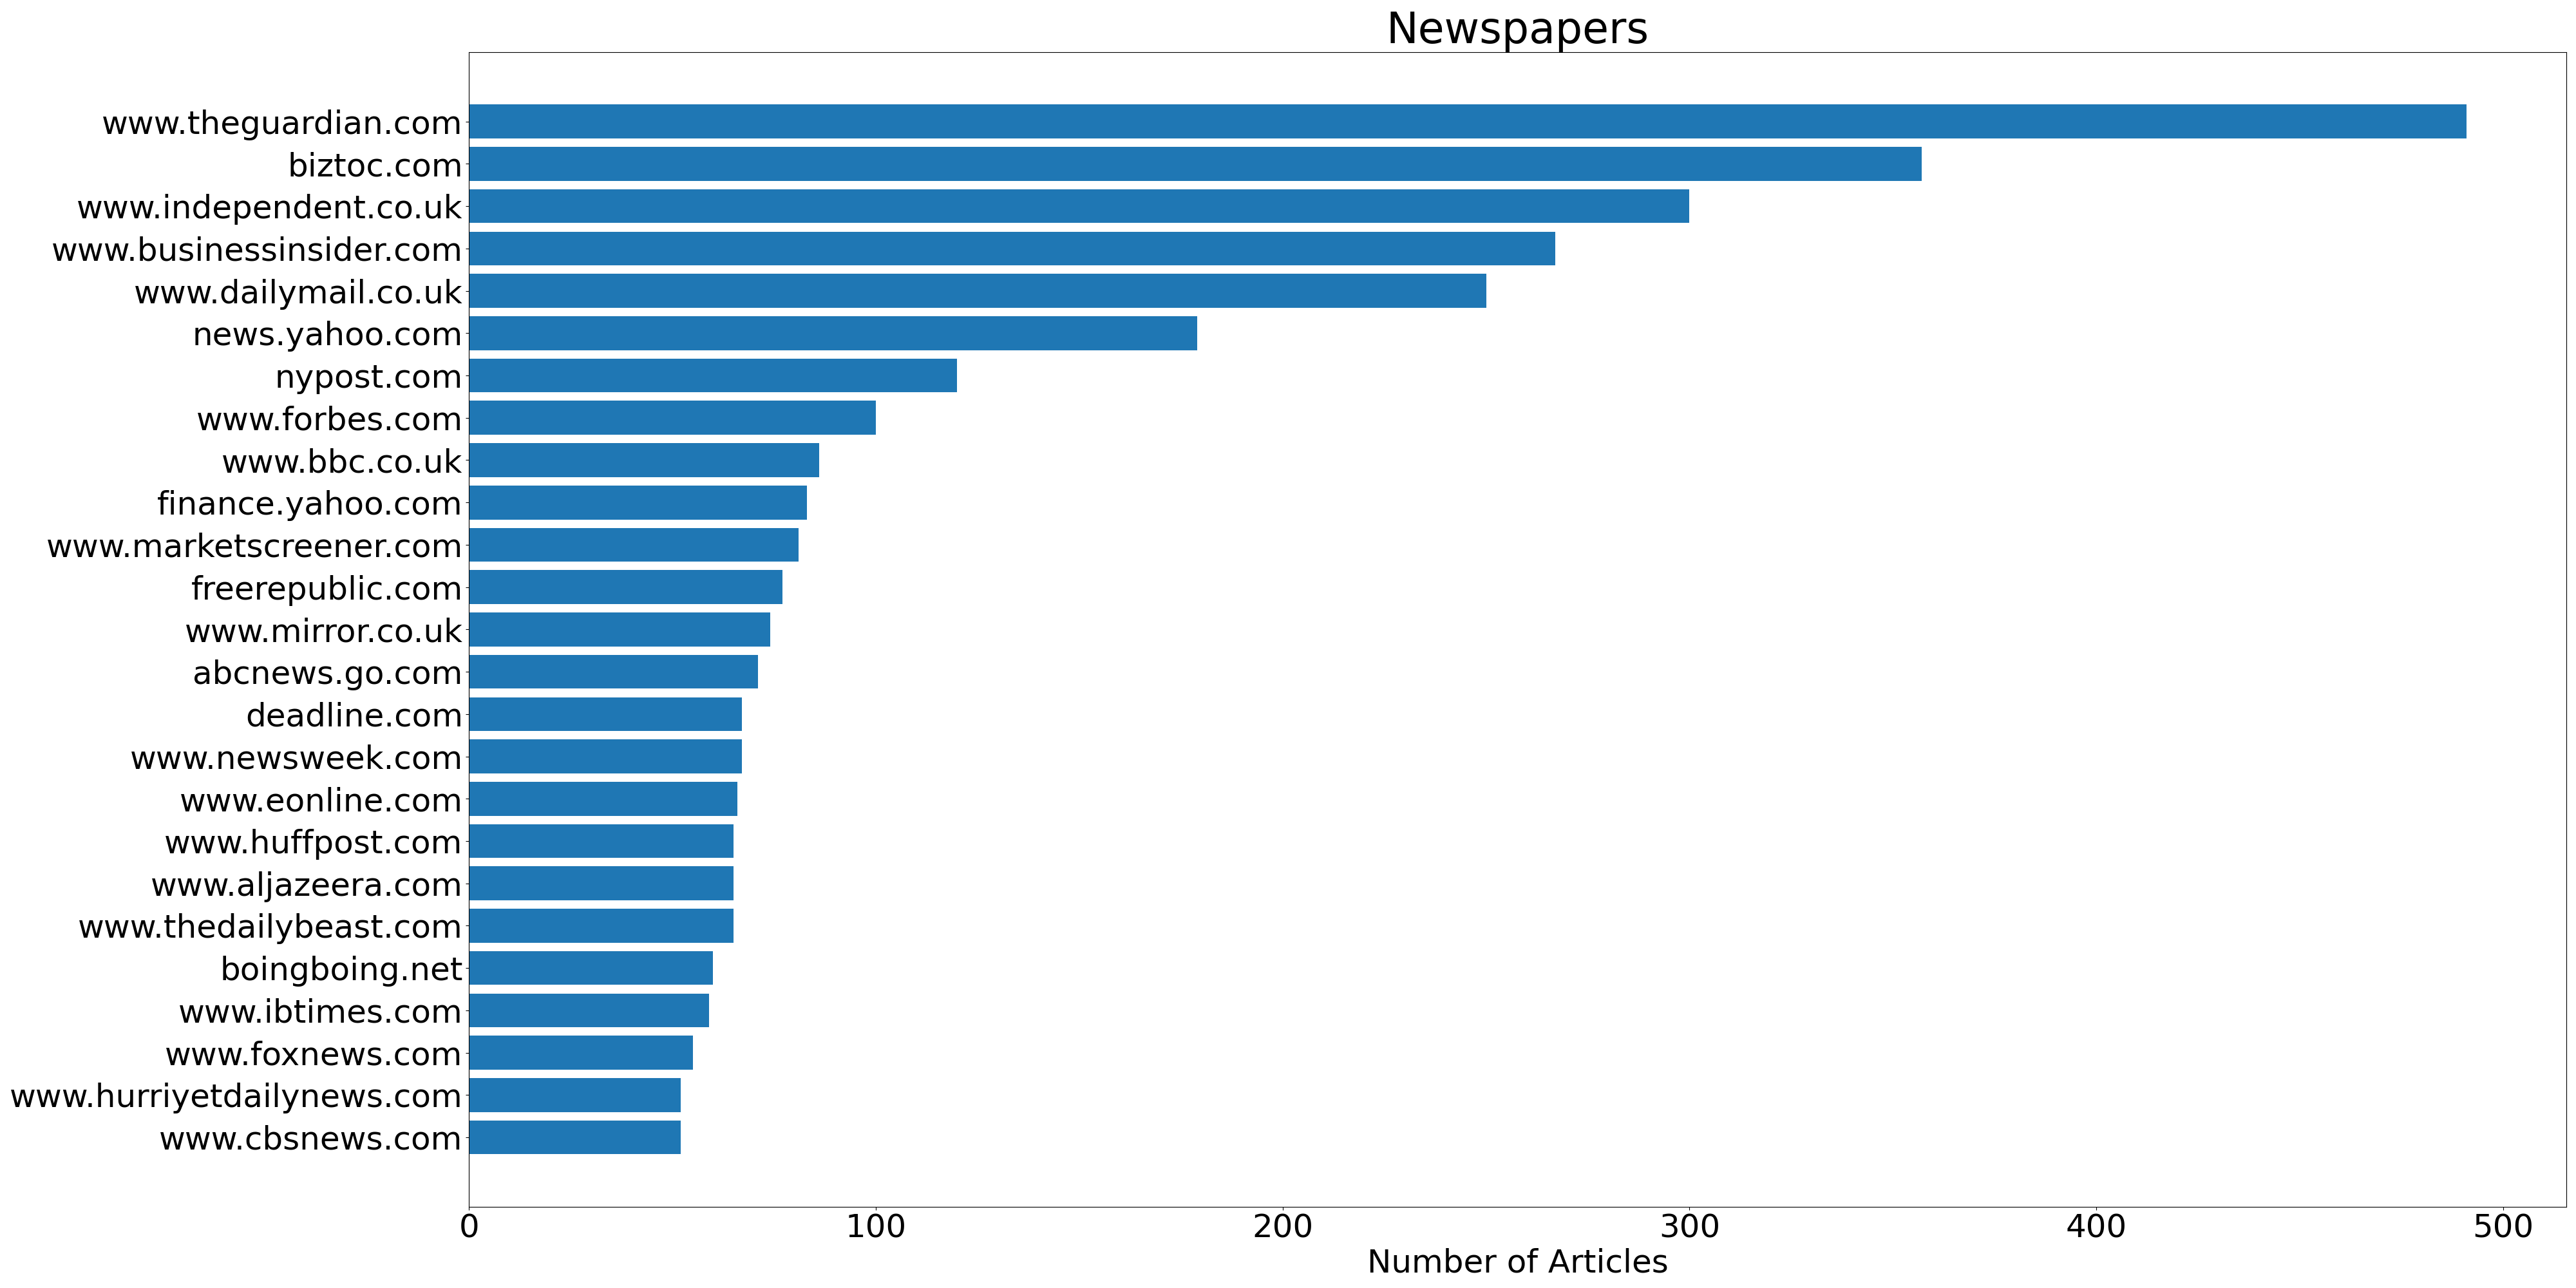 Newspapers
www.theguardian.com
biztoc.com
www.independent.co.uk
www.businessinsider.com
www.dailymail.co.uk
news.yahoo.com
nypost.com
www.forbes.com
www.bbc.co.uk
finance.yahoo.com
www.marketscreener.com
freerepublic.com
www.mirror.co.uk
abcnews.go.com
deadline.com
www.newsweek.com
www.eonline.com
www.huffpost.com
www.aljazeera.com
www.thedailybeast.com
boingboing.net
www.ibtimes.com
www.foxnews.com
www.hurriyetdailynews.com
www.cbsnews.com
0 100 200 300 400 500
Number of Articles